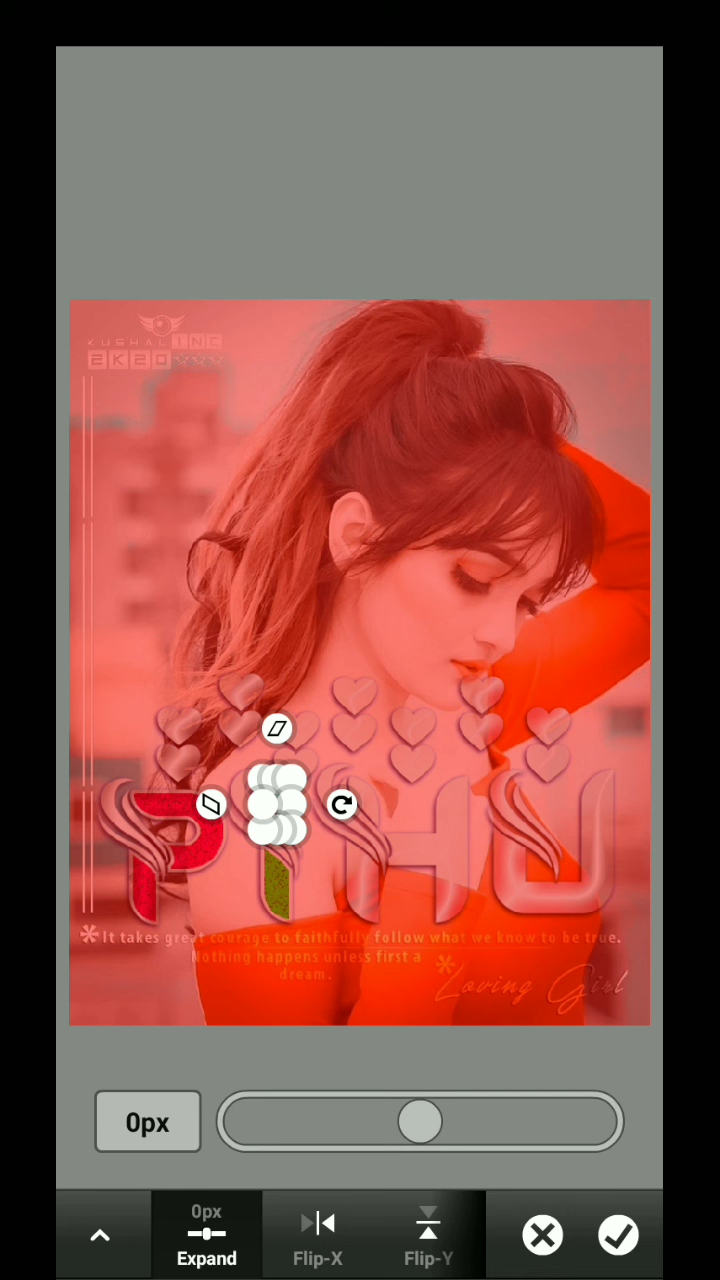 KUSHAL INC
2K20
PIHU
*It takes great courage to faithfully follow what we know to be true.
Nothing happens unless first a
dream.
*
Loving Girl
0px
0px
Expand
Flip-X
Flip-Y